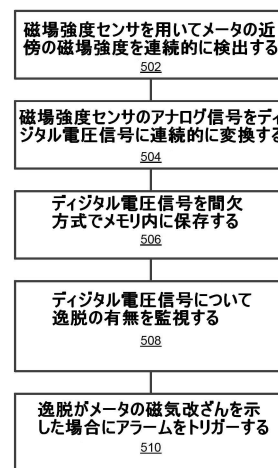 磁場強度センサを用いてメータの近
傍の磁場強度を連続的に検出する
502
磁場強度センサのアナログ信号をディ
ジタル電圧信号に連続的に変換する
504
ディジタル電圧信号を間欠
方式でメモリ内に保存する
506
ディジタル電圧信号について
逸脱の有無を監視する
508
逸脱がメータの磁気改ざんを示
した場合にアラームをトリガーする
510